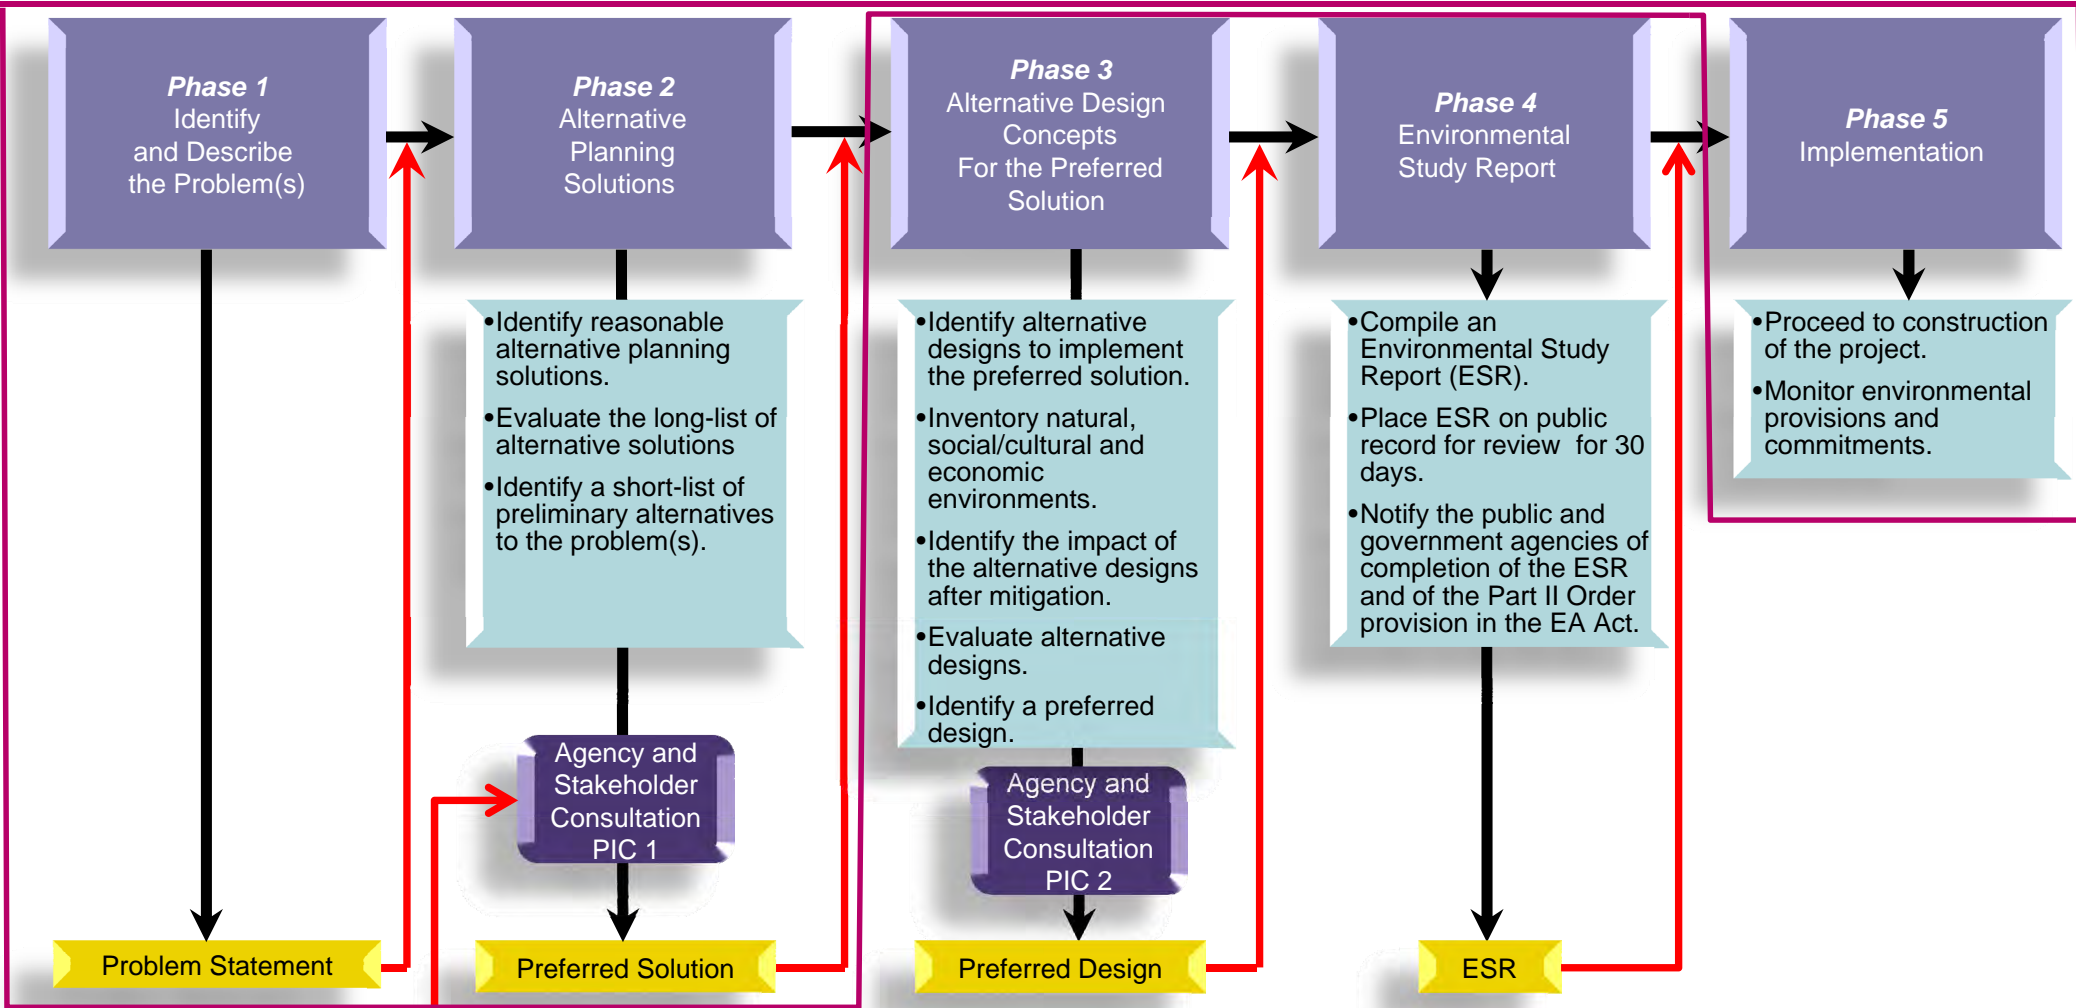 Phase 1
Identify
and Describe
the Problem(s)
Phase 2
Alternative
Planning
Solutions
Phase 3
Alternative Design
Concepts
For the Preferred
Solution
Phase 4
Environmental
Study Report
Phase 5
Implementation
•Identify reasonable
alternative planning
solutions.
•Evaluate the long-list of
alternative solutions
•Identify a short-list of
preliminary alternatives
to the problem(s).
•Identify alternative
designs to implement
the preferred solution.
•Inventory natural,
social/cultural and
economic
environments.
•Identify the impact of
the alternative designs
after mitigation.
•Evaluate alternative
designs.
•Identify a preferred
design.
•Compile an
Environmental Study
Report (ESR).
•Place ESR on public
record for review  for 30
days.
•Notify the public and
government agencies of
completion of the ESR
and of the Part II Order
provision in the EA Act.
•Proceed to construction
of the project.
•Monitor environmental
provisions and
commitments.
Agency and
Stakeholder
Consultation
PIC 1
Agency and
Stakeholder
Consultation
PIC 2
Problem Statement
Preferred Solution
Preferred Design
ESR